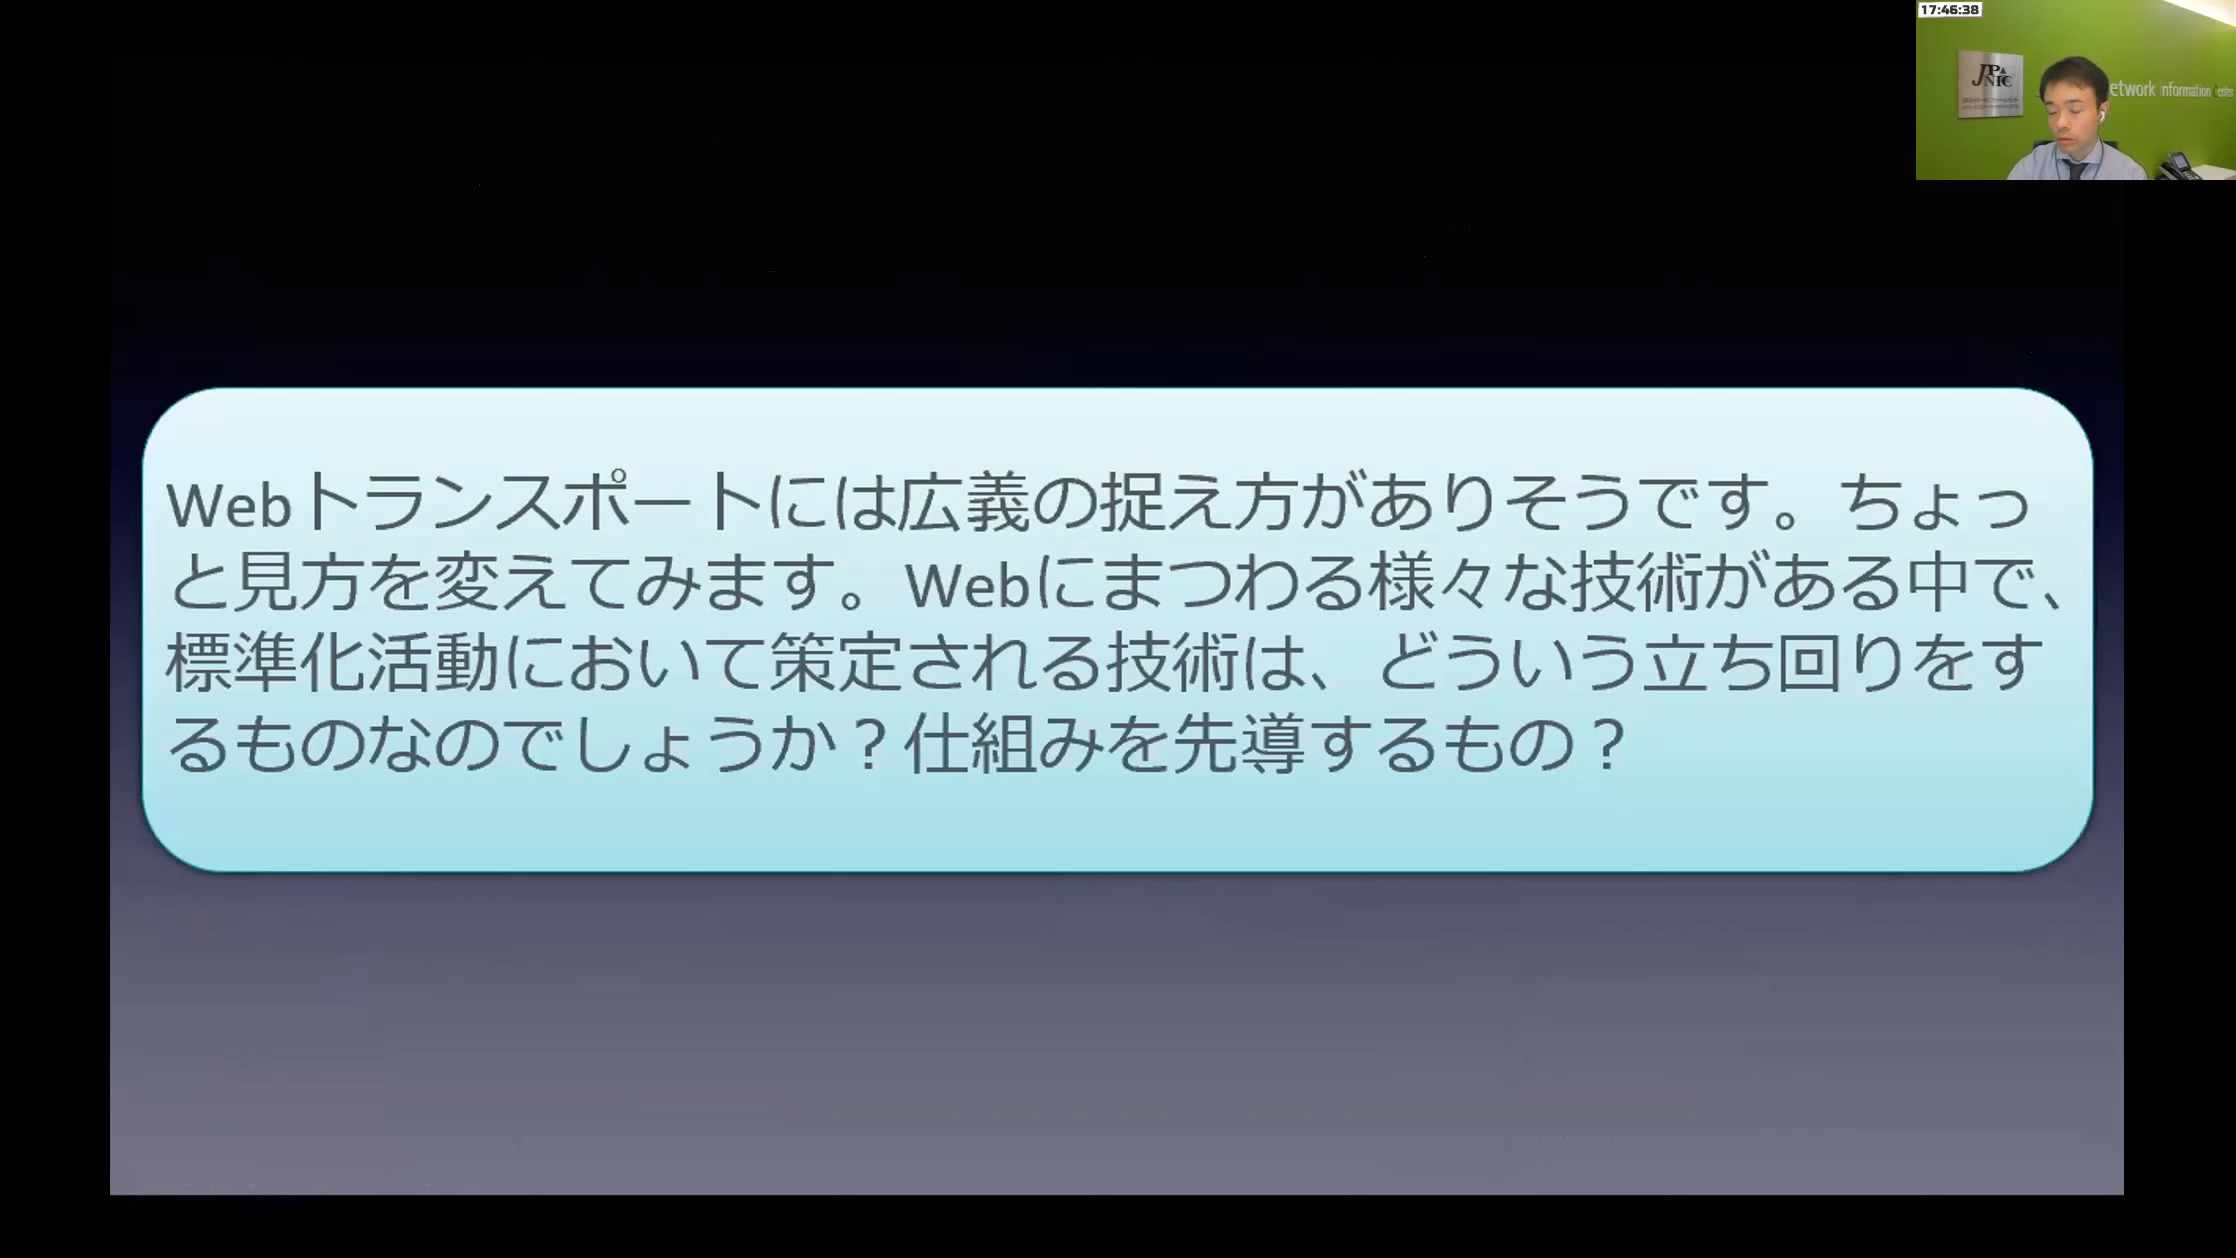 17:46:38
JPNIC
etwork Information Center
Webトランスポートには広義の捉え方がありそうです。ちょっ
と見方を変えてみます。Webにまつわる様々な技術がある中で、
標準化活動において策定される技術は、どういう立ち回りをす
るものなのでしょうか？仕組みを先導するもの？